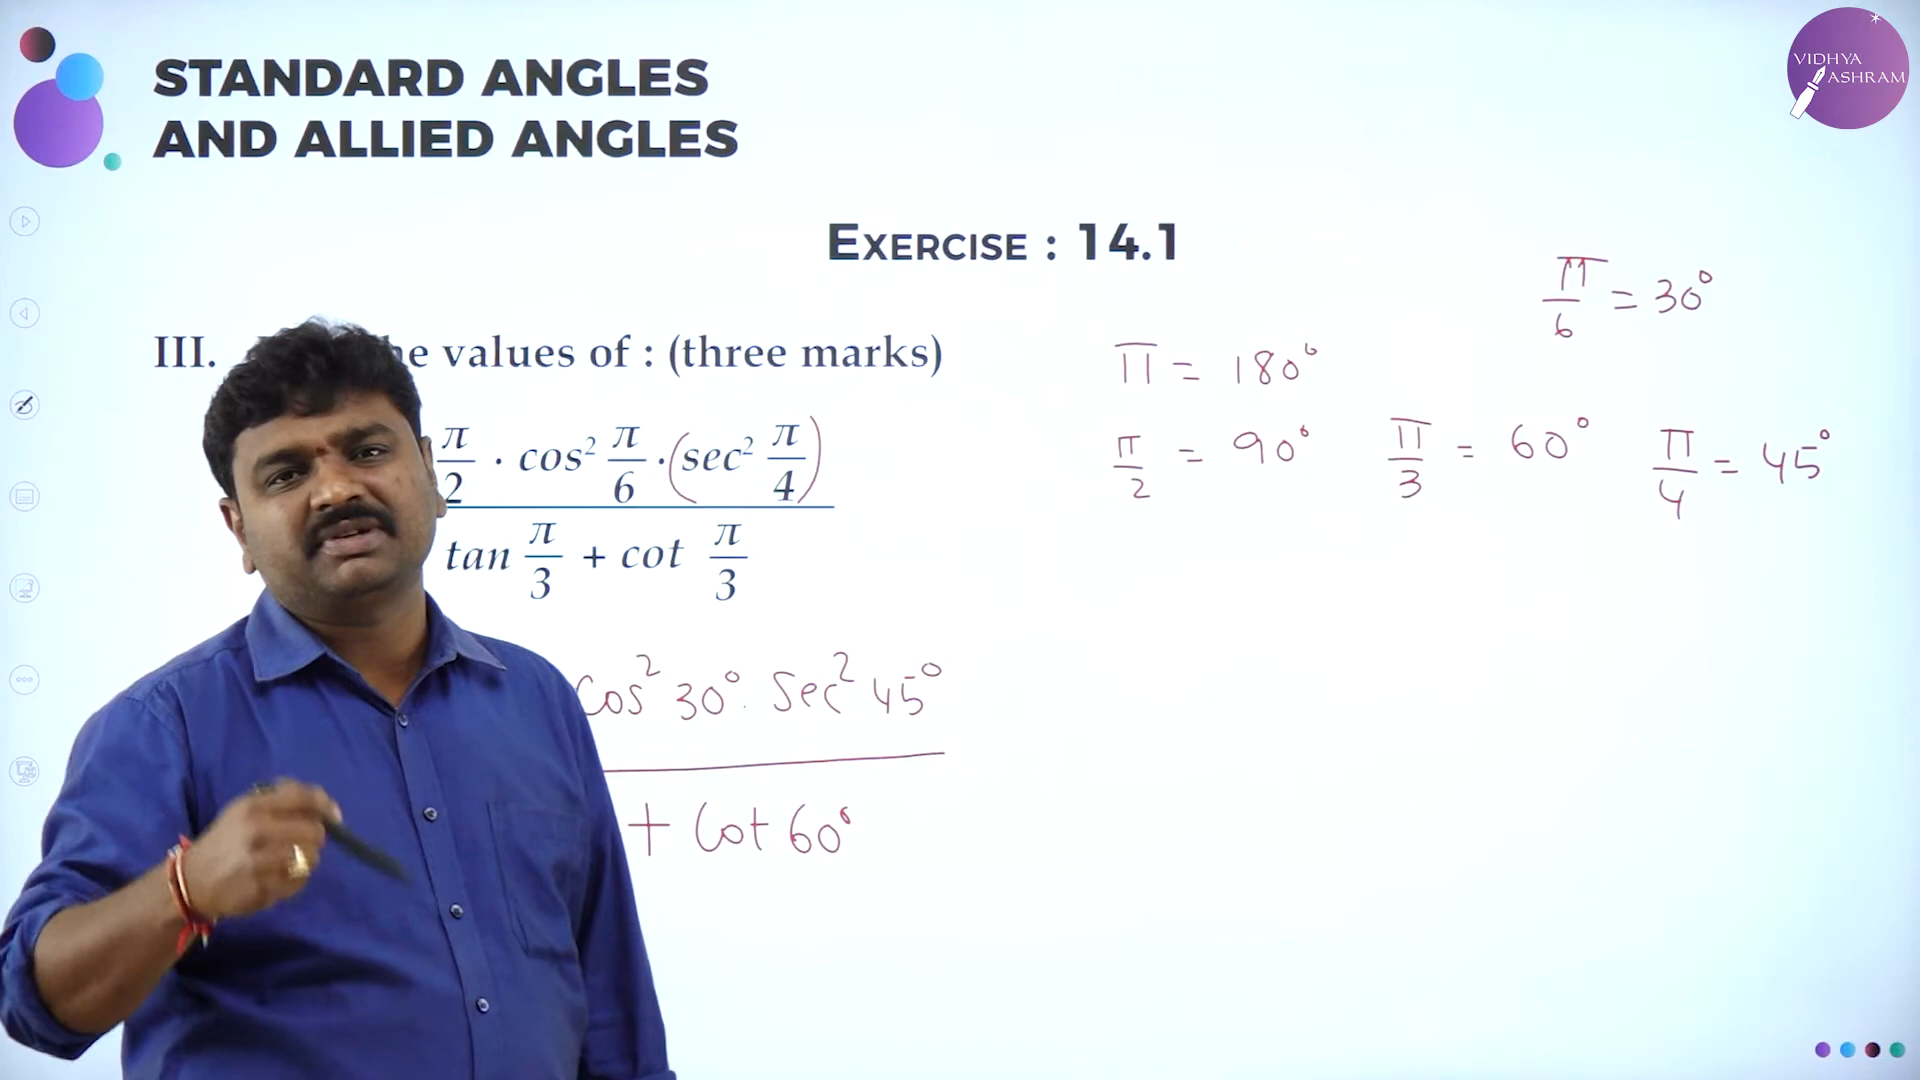 STANDARD ANGLES
AND ALLIED ANGLES
VIDHYA
ASHRAM
EXERCISE : 14.1
π/6 = 30°
III. e values of : (three marks)
π = 180°
π/2 · cos² π/6 · (sec² π/4)
π/2 = 90° π/3 = 60° π/4 = 45°
tan π/3 + cot π/3
cos² 30° . Sec² 45°
+ Cot 60°